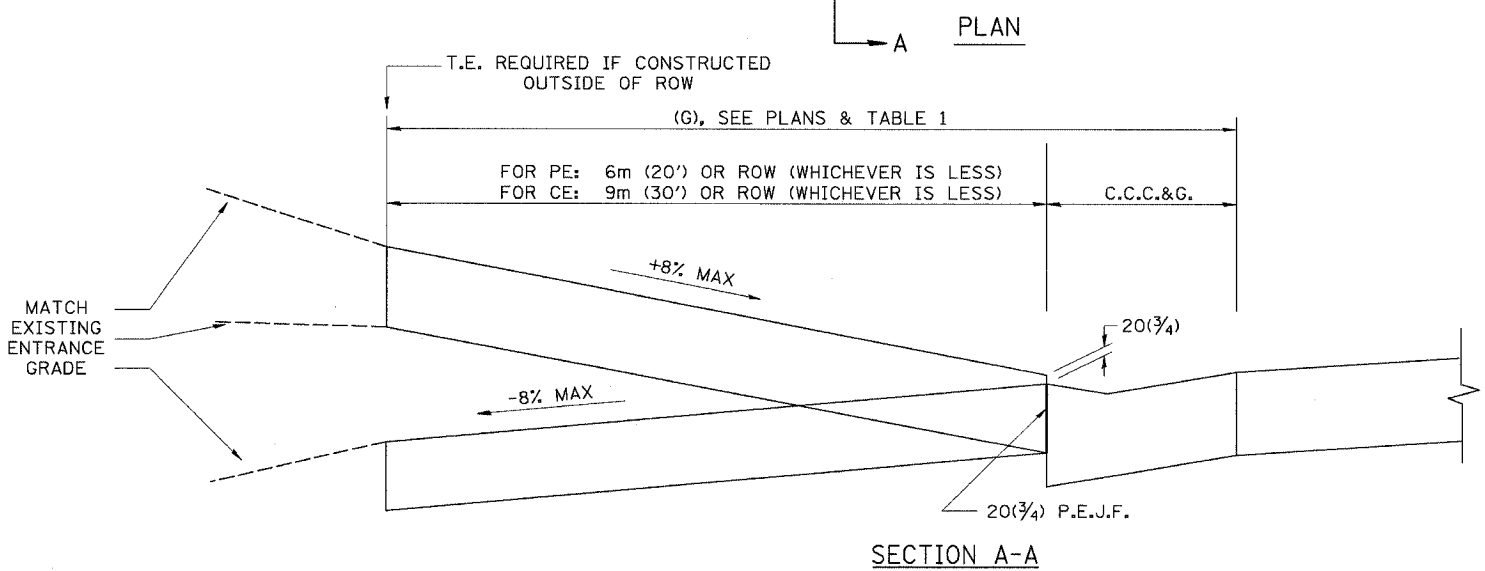 PLAN
A
T.E. REQUIRED IF CONSTRUCTED
OUTSIDE OF ROW
(G), SEE PLANS & TABLE 1
FOR PE: 6m (20') OR ROW (WHICHEVER IS LESS)
FOR CE: 9m (30') OR ROW (WHICHEVER IS LESS)
C.C.C.&G.
+8% MAX
MATCH
EXISTING
ENTRANCE
GRADE
20(3/4)
-8% MAX
20(3/4) P.E.J.F.
SECTION A-A